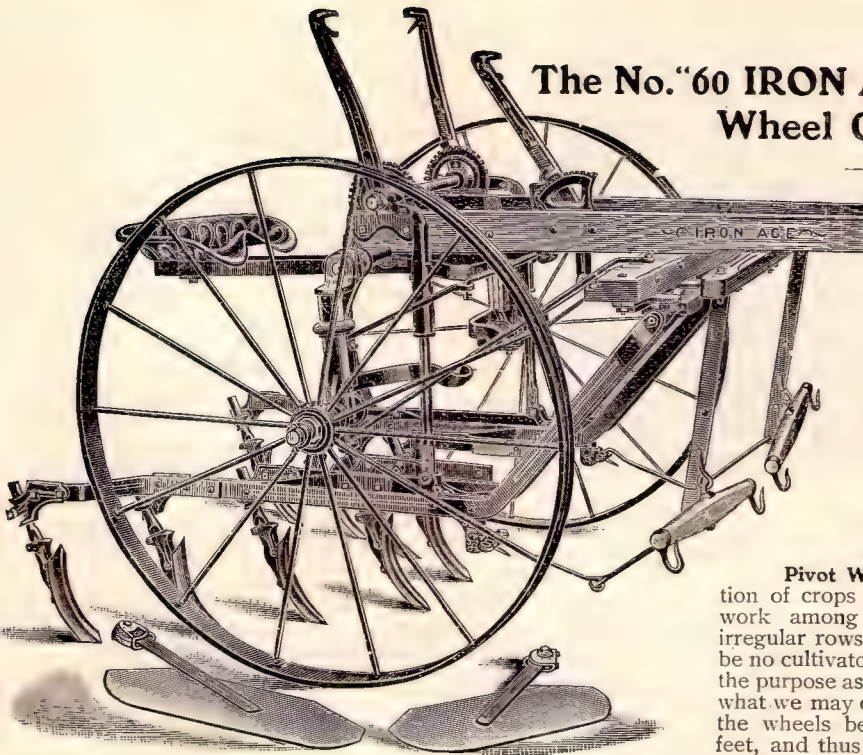 The No. "60 IRON
Wheel
IRON AGE
Pivot
tion of crops
work among
irregular rows
be no cultivato
the purpose as
what we may
the wheels be
feet, and thus